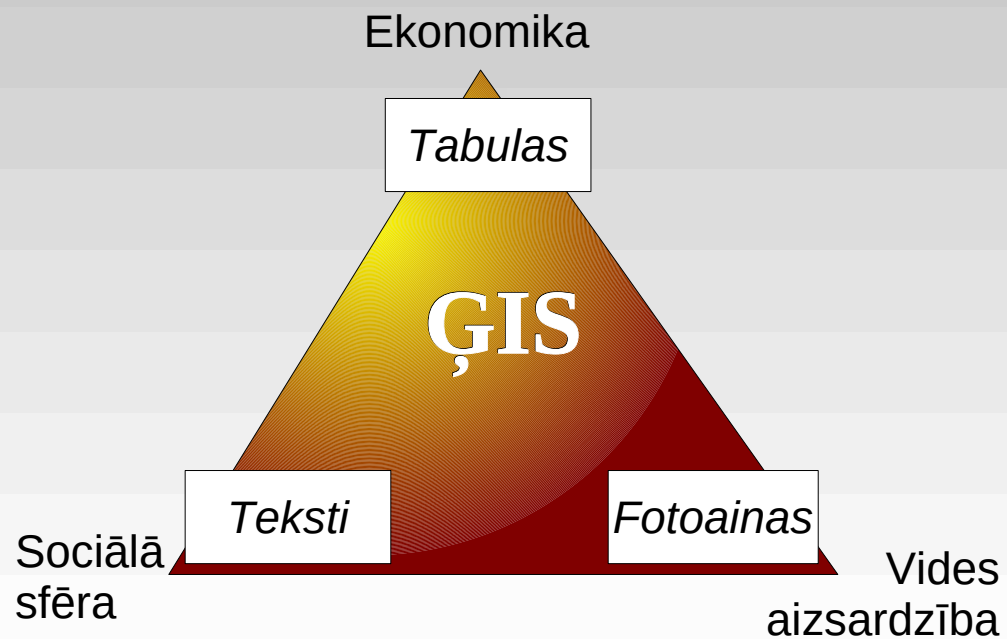 Ekonomika
Tabulas
ĢIS
Teksti
Fotoainas
Sociālā
sfēra
Vides
aizsardzība